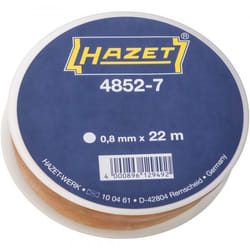 HAZET
4852-7
0,8 mm x 22 m
4 000896 129492
HAZET-WERK • 10 04 61 • D-42804 Remscheid • Germany